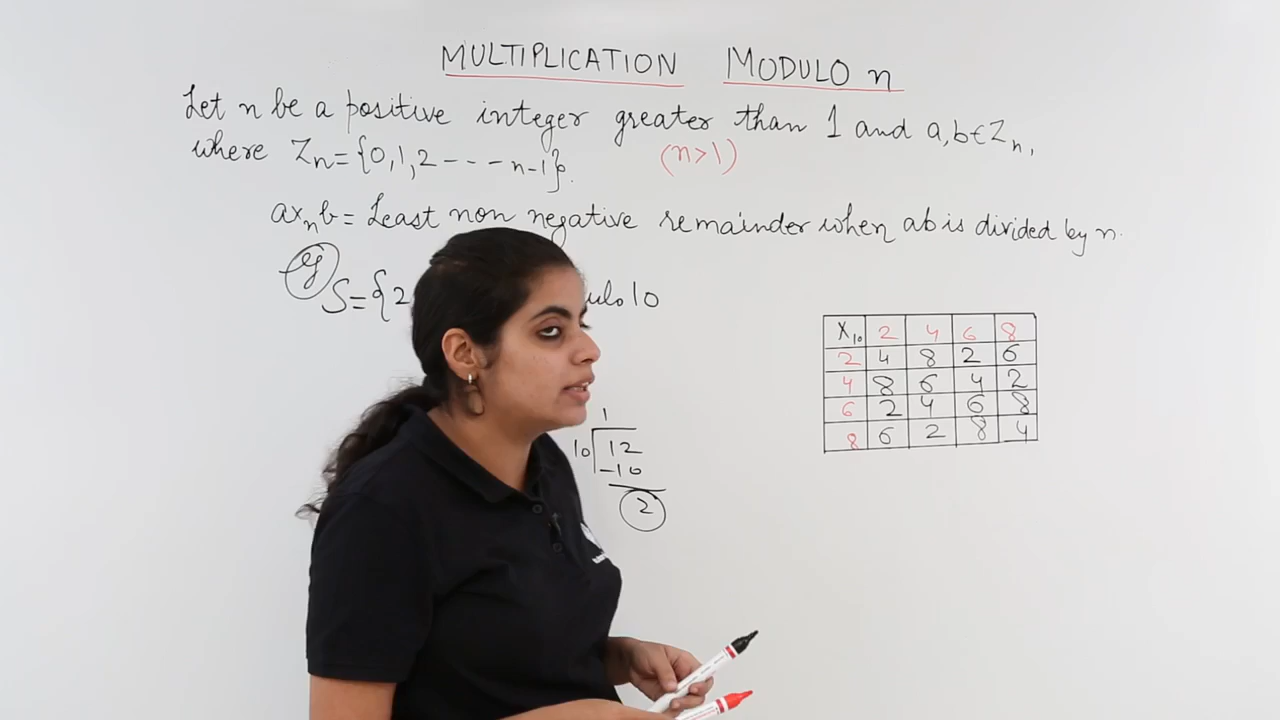 MULTIPLICATION MODULO n
Let n be a positive integer greater than 1 and a, b ∈ Zn,
where Zn = {0, 1, 2 ---- n-1}. (n>1)
a×n b = Least non negative remainder when ab is divided by n.
eg S = {2 ulo 10
×10 2 4 6 8
2 4 8 2 6
4 8 6 4 2
6 2 4 6 8
8 6 2 8 4
1
10 12
-10
2